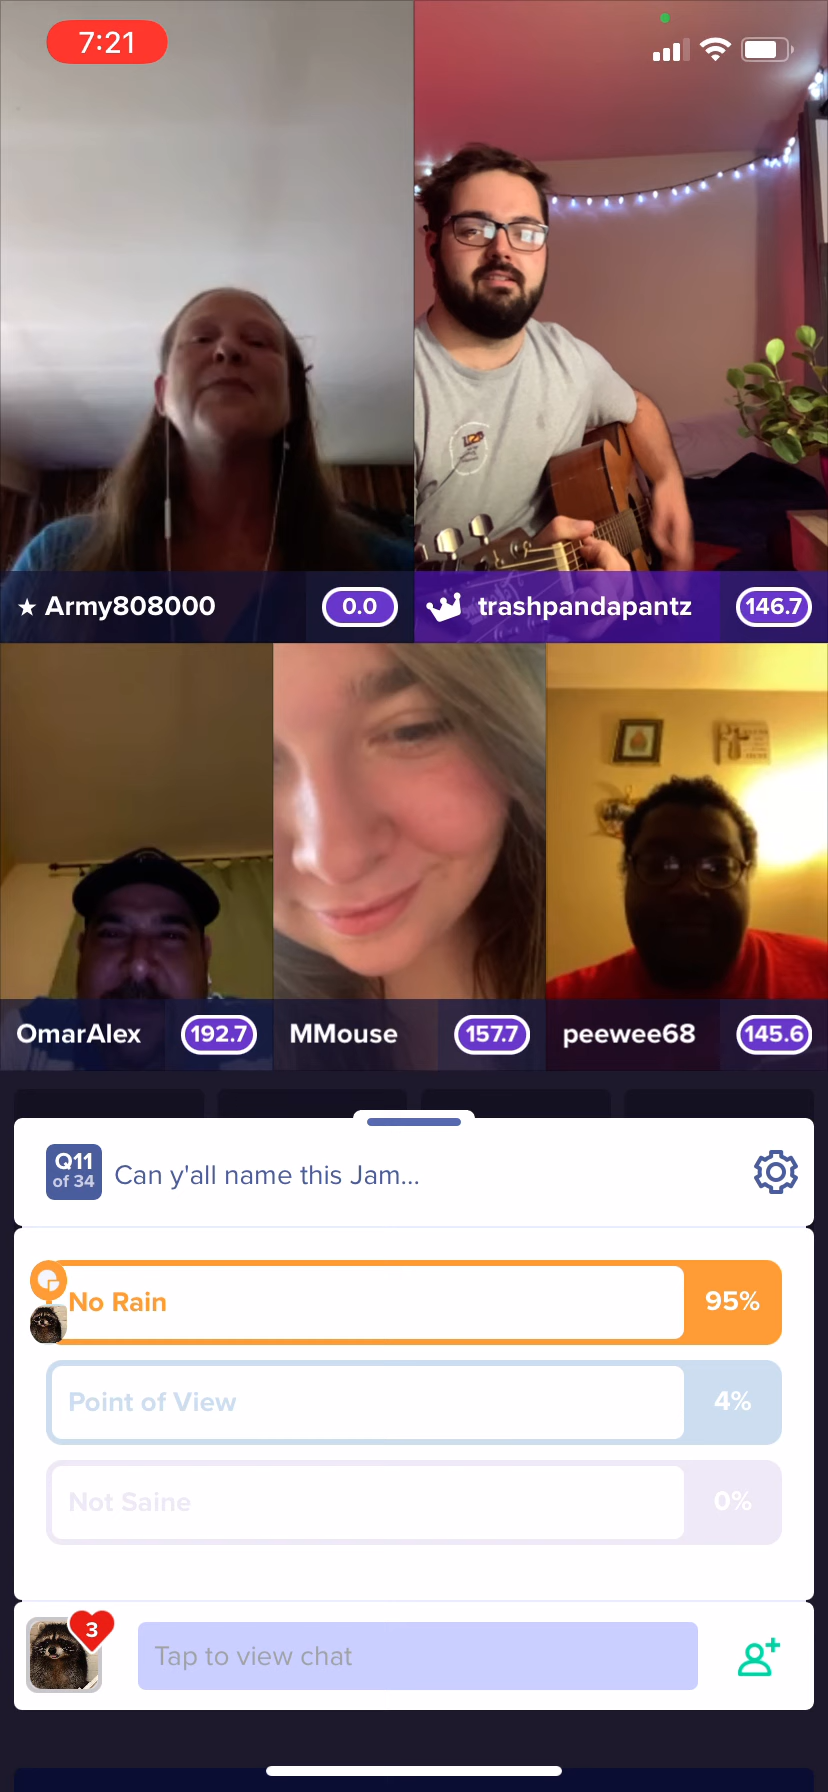 7:21
★ Army808000
0.0
trashpandapantz
146.7
OmarAlex
192.7
MMouse
157.7
peewee68
145.6
Q11
of 34
Can y'all name this Jam...
No Rain
95%
Point of View
4%
Not Saine
0%
3
Tap to view chat